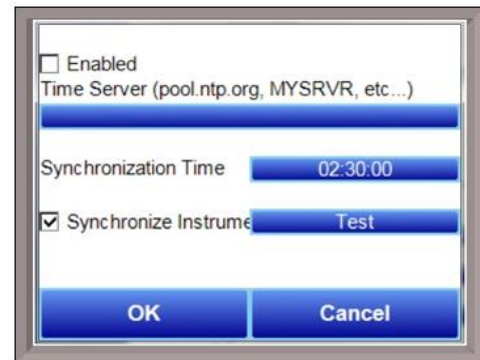 Enabled
Time Server (pool.ntp.org, MYSRVR, etc...)
Synchronization Time 02:30:00
Synchronize Instrume Test
OK Cancel